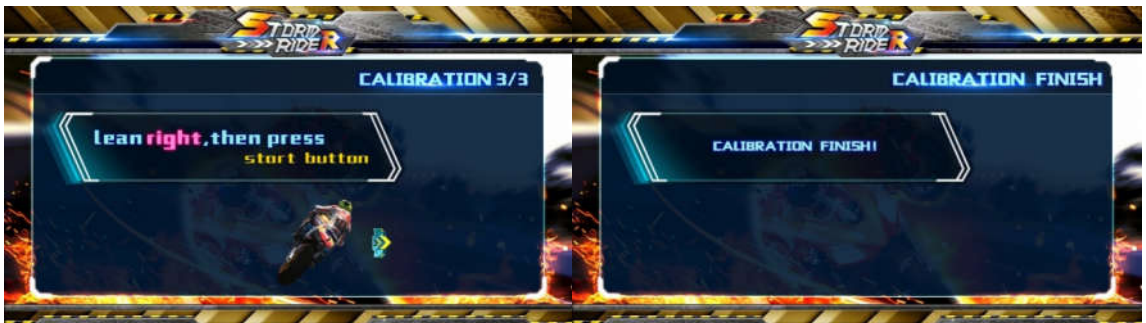 STORM
RIDER
CALIBRATION 3/3
lean right,then press
start button
STORM
RIDER
CALIBRATION FINISH
CALIBRATION FINISH!